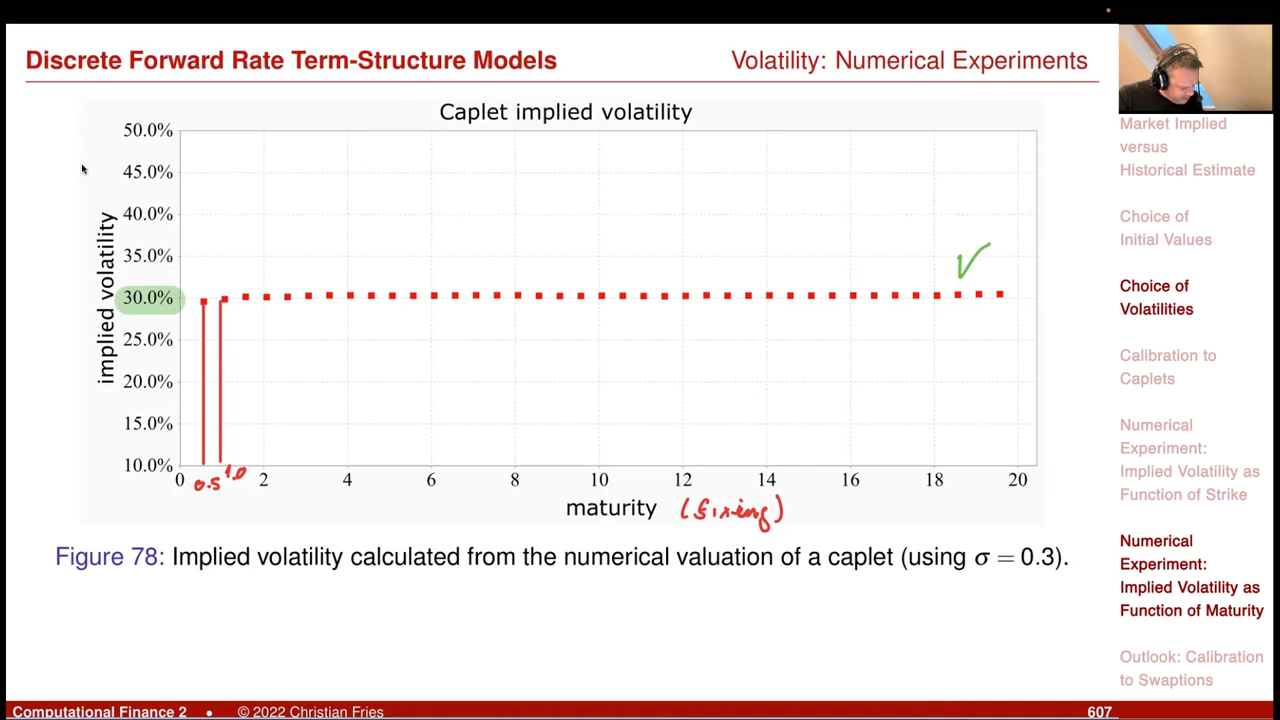 Discrete Forward Rate Term-Structure Models
Volatility: Numerical Experiments
Caplet implied volatility
50.0%
45.0%
40.0%
35.0%
30.0%
25.0%
20.0%
15.0%
10.0%
implied volatility
0 2 4 6 8 10 12 14 16 18 20
0.5 1.0
maturity (fixing)
Figure 78: Implied volatility calculated from the numerical valuation of a caplet (using σ = 0.3).
Market Implied
versus
Historical Estimate
Choice of
Initial Values
Choice of
Volatilities
Calibration to
Caplets
Numerical
Experiment:
Implied Volatility as
Function of Strike
Numerical
Experiment:
Implied Volatility as
Function of Maturity
Outlook: Calibration
to Swaptions
Computational Finance 2 • © 2022 Christian Fries
607